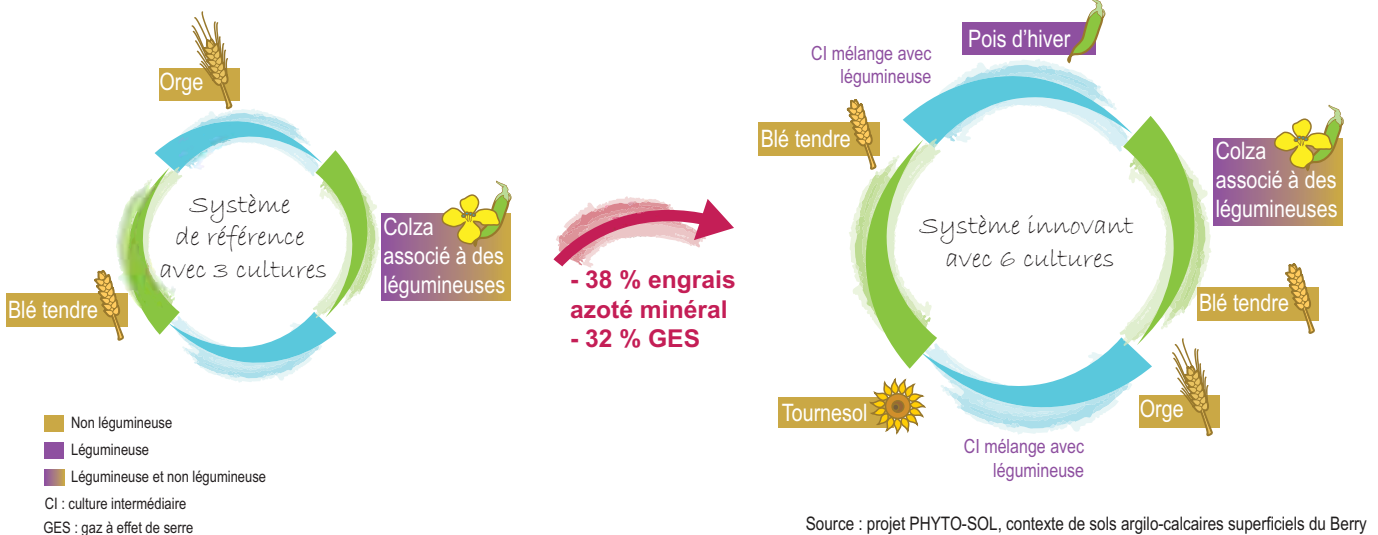 Orge
Système
de référence
avec 3 cultures
Colza
associé à des
légumineuses
Blé tendre
Non légumineuse
Légumineuse
Légumineuse et non légumineuse
CI : culture intermédiaire
GES : gaz à effet de serre
- 38 % engrais
azoté minéral
- 32 % GES
Pois d'hiver
CI mélange avec
légumineuse
Blé tendre
Colza
associé à des
légumineuses
Système innovant
avec 6 cultures
Blé tendre
Tournesol
Orge
CI mélange avec
légumineuse
Source : projet PHYTO-SOL, contexte de sols argilo-calcaires superficiels du Berry